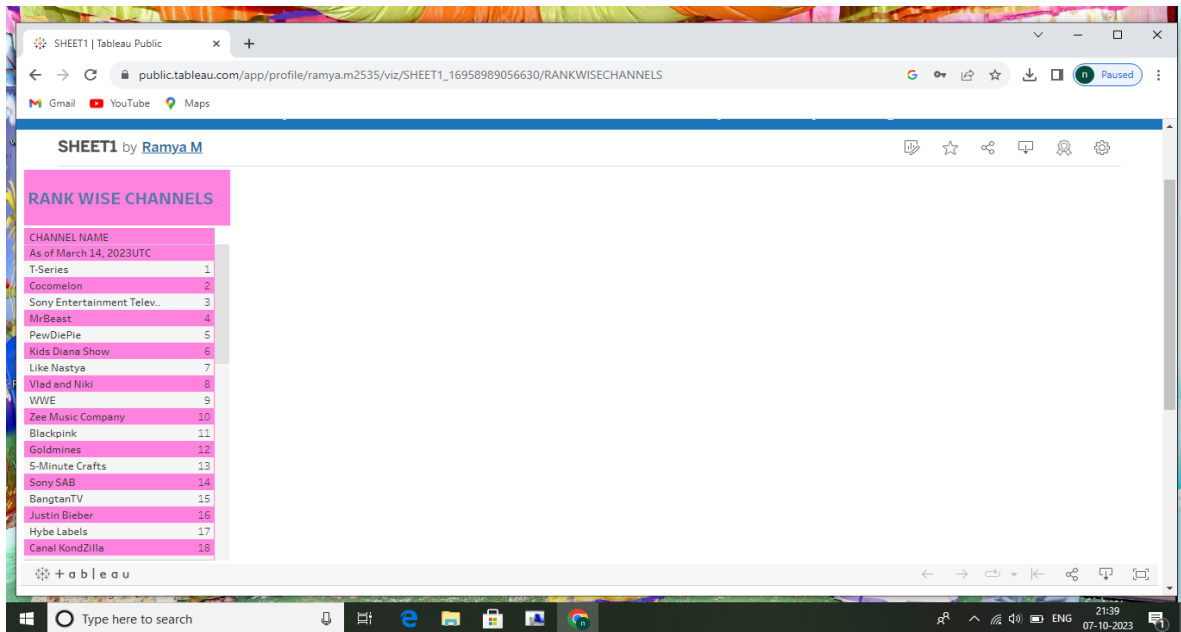 SHEET1 | Tableau Public
public.tableau.com/app/profile/ramya.m2535/viz/SHEET1_16958989056630/RANKWISECHANNELS
n Paused
Gmail YouTube Maps
SHEET1 by Ramya M
RANK WISE CHANNELS
CHANNEL NAME
As of March 14, 2023UTC
T-Series 1
Cocomelon 2
Sony Entertainment Telev.. 3
MrBeast 4
PewDiePie 5
Kids Diana Show 6
Like Nastya 7
Vlad and Niki 8
WWE 9
Zee Music Company 10
Blackpink 11
Goldmines 12
5-Minute Crafts 13
Sony SAB 14
BangtanTV 15
Justin Bieber 16
Hybe Labels 17
Canal KondZilla 18
+ a b l e a u
Type here to search
ENG
21:39
07-10-2023
1